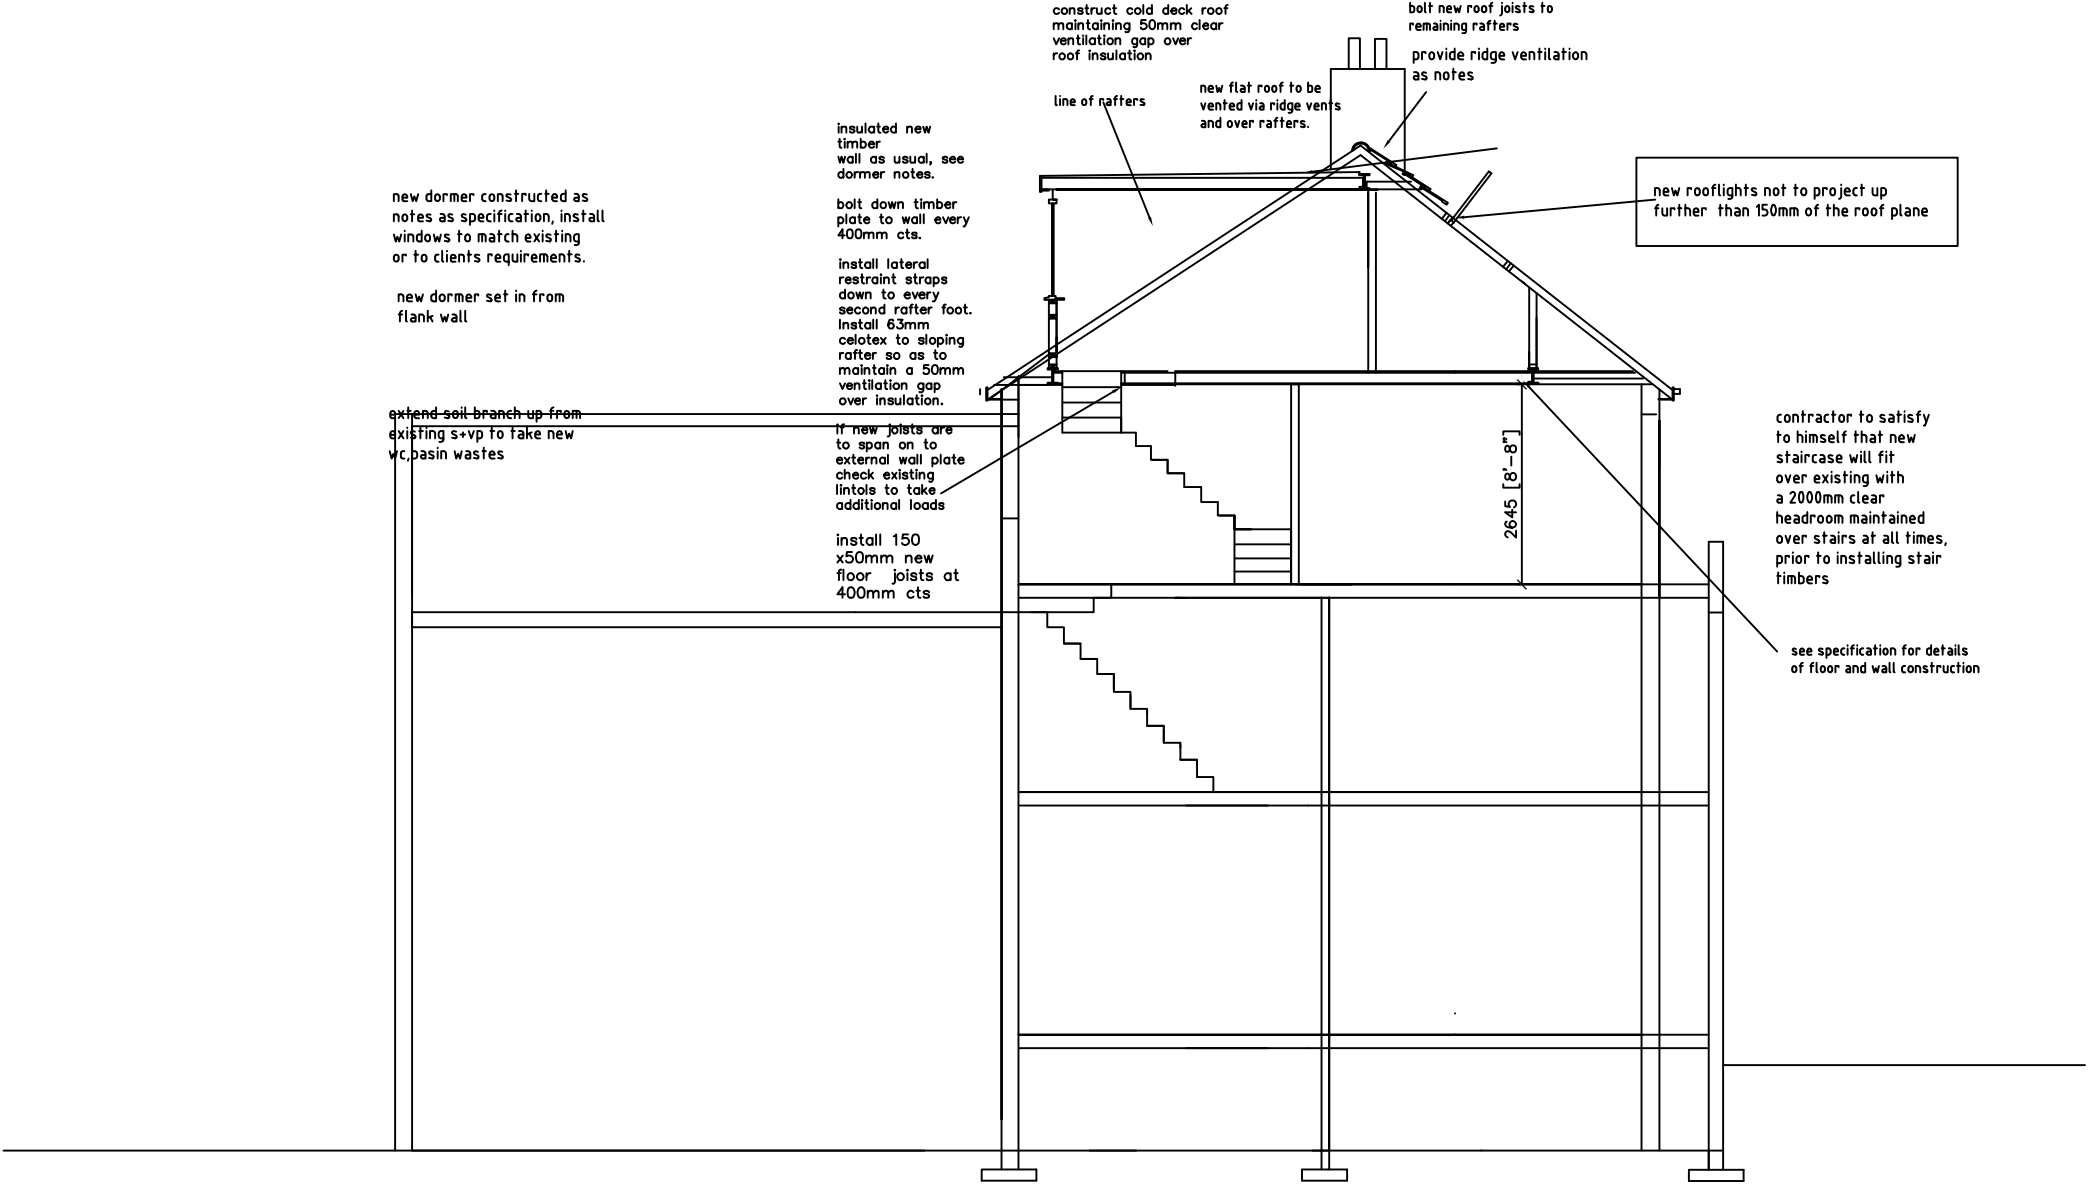 construct cold deck roof
maintaining 50mm clear
ventilation gap over
roof insulation
bolt new roof joists to
remaining rafters
provide ridge ventilation
as notes
line of rafters
new flat roof to be
vented via ridge vents
and over rafters.
insulated new
timber
wall as usual, see
dormer notes.
bolt down timber
plate to wall every
400mm cts.
install lateral
restraint straps
down to every
second rafter foot.
Install 63mm
celotex to sloping
rafter so as to
maintain a 50mm
ventilation gap
over insulation.
If new joists are
to span on to
external wall plate
check existing
lintols to take
additional loads
install 150
x50mm new
floor joists at
400mm cts
new dormer constructed as
notes as specification, install
windows to match existing
or to clients requirements.
new dormer set in from
flank wall
extend soil branch up from
existing s+vp to take new
wc,basin wastes
new rooflights not to project up
further than 150mm of the roof plane
2645 [8'-8"]
contractor to satisfy
to himself that new
staircase will fit
over existing with
a 2000mm clear
headroom maintained
over stairs at all times,
prior to installing stair
timbers
see specification for details
of floor and wall construction